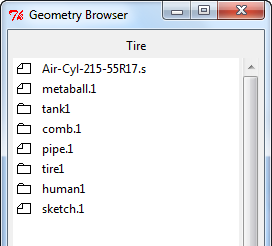 Geometry Browser
Tire
Air-Cyl-215-55R17.s
metaball.1
tank1
comb.1
pipe.1
tire1
human1
sketch.1